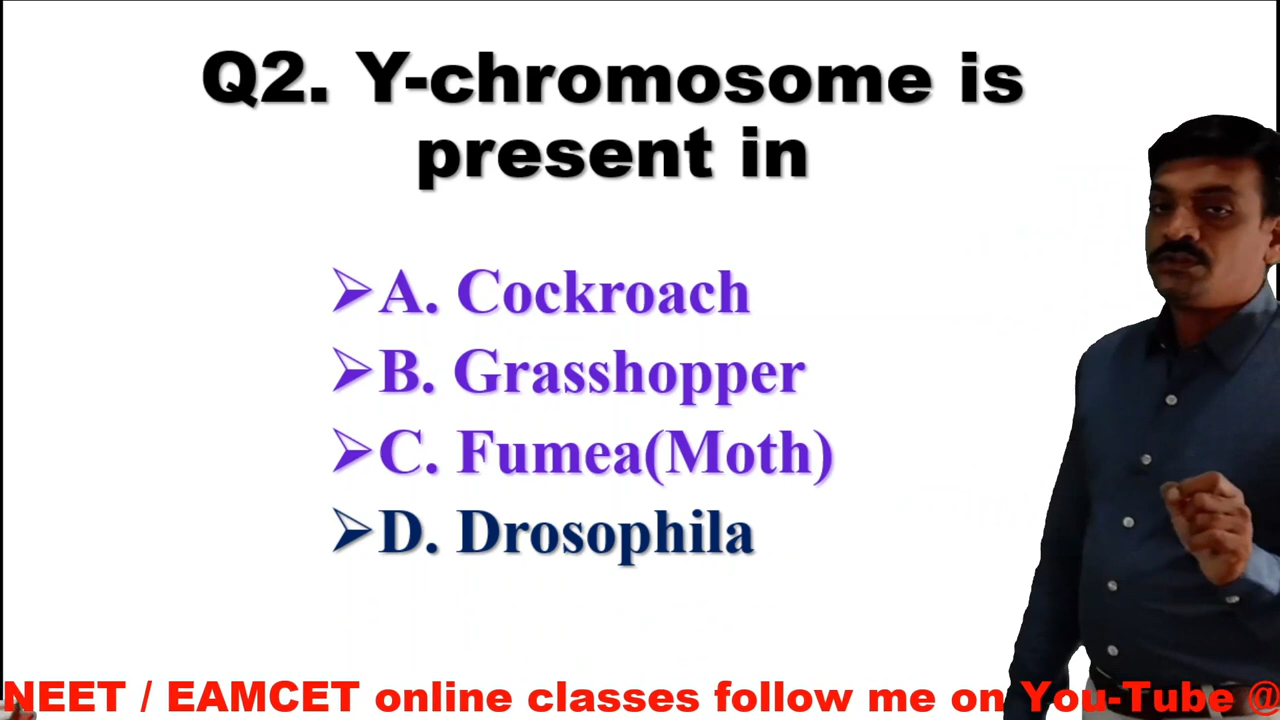 Q2. Y-chromosome is
present in
A. Cockroach
B. Grasshopper
C. Fumea(Moth)
D. Drosophila
NEET / EAMCET online classes follow me on You-Tube @